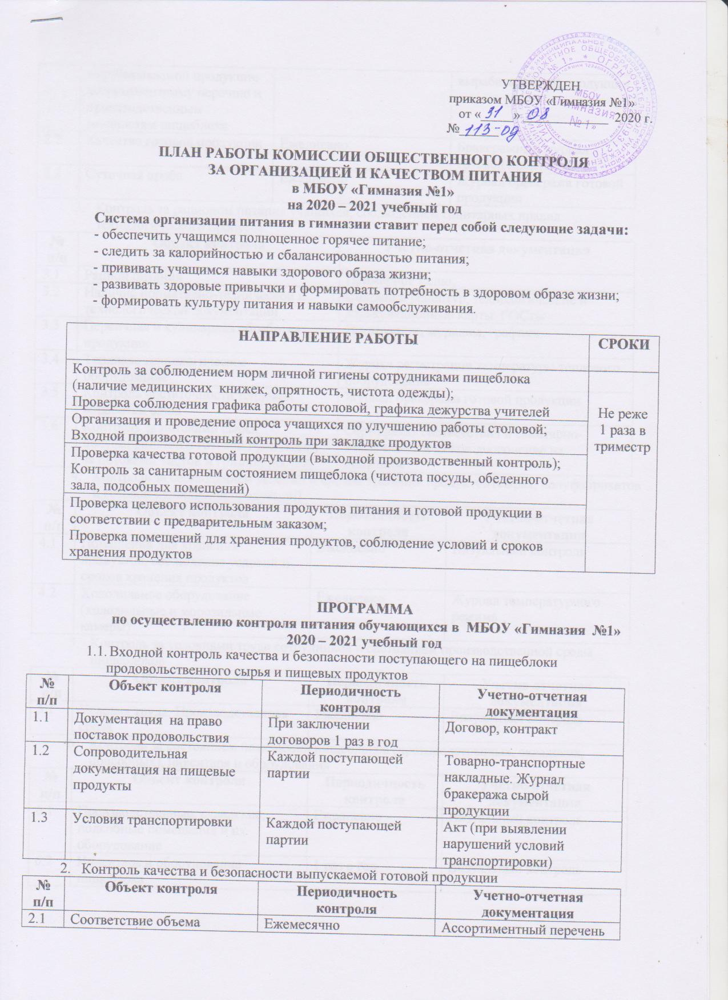 УТВЕРЖДЕН
приказом МБОУ «Гимназия №1»
от « 31 » 08 2020 г.
№ 113-од
МБОУ
«Гимназия
№ 1»
ПЛАН РАБОТЫ КОМИССИИ ОБЩЕСТВЕННОГО КОНТРОЛЯ
ЗА ОРГАНИЗАЦИЕЙ И КАЧЕСТВОМ ПИТАНИЯ
в МБОУ «Гимназия №1»
на 2020 – 2021 учебный год
Система организации питания в гимназии ставит перед собой следующие задачи:
- обеспечить учащимся полноценное горячее питание;
- следить за калорийностью и сбалансированностью питания;
- прививать учащимся навыки здорового образа жизни;
- развивать здоровые привычки и формировать потребность в здоровом образе жизни;
- формировать культуру питания и навыки самообслуживания.
НАПРАВЛЕНИЕ РАБОТЫ СРОКИ
Контроль за соблюдением норм личной гигиены сотрудниками пищеблока
(наличие медицинских книжек, опрятность, чистота одежды);
Проверка соблюдения графика работы столовой, графика дежурства учителей
Организация и проведение опроса учащихся по улучшению работы столовой;
Входной производственный контроль при закладке продуктов
Проверка качества готовой продукции (выходной производственный контроль);
Контроль за санитарным состоянием пищеблока (чистота посуды, обеденного
зала, подсобных помещений)
Проверка целевого использования продуктов питания и готовой продукции в
соответствии с предварительным заказом;
Проверка помещений для хранения продуктов, соблюдение условий и сроков
хранения продуктов
Не реже
1 раза в
триместр
ПРОГРАММА
по осуществлению контроля питания обучающихся в МБОУ «Гимназия №1»
2020 – 2021 учебный год
1.1. Входной контроль качества и безопасности поступающего на пищеблоки
продовольственного сырья и пищевых продуктов
№
п/п
Объект контроля
Периодичность
контроля
Учетно-отчетная
документация
1.1
Документация на право
поставок продовольствия
При заключении
договоров 1 раз в год
Договор, контракт
1.2
Сопроводительная
документация на пищевые
продукты
Каждой поступающей
партии
Товарно-транспортные
накладные. Журнал
бракеража сырой
продукции
1.3
Условия транспортировки
Каждой поступающей
партии
Акт (при выявлении
нарушений условий
транспортировки)
2. Контроль качества и безопасности выпускаемой готовой продукции
№
п/п
Объект контроля
Периодичность
контроля
Учетно-отчетная
документация
2.1
Соответствие объема
Ежемесячно
Ассортиментный перечень